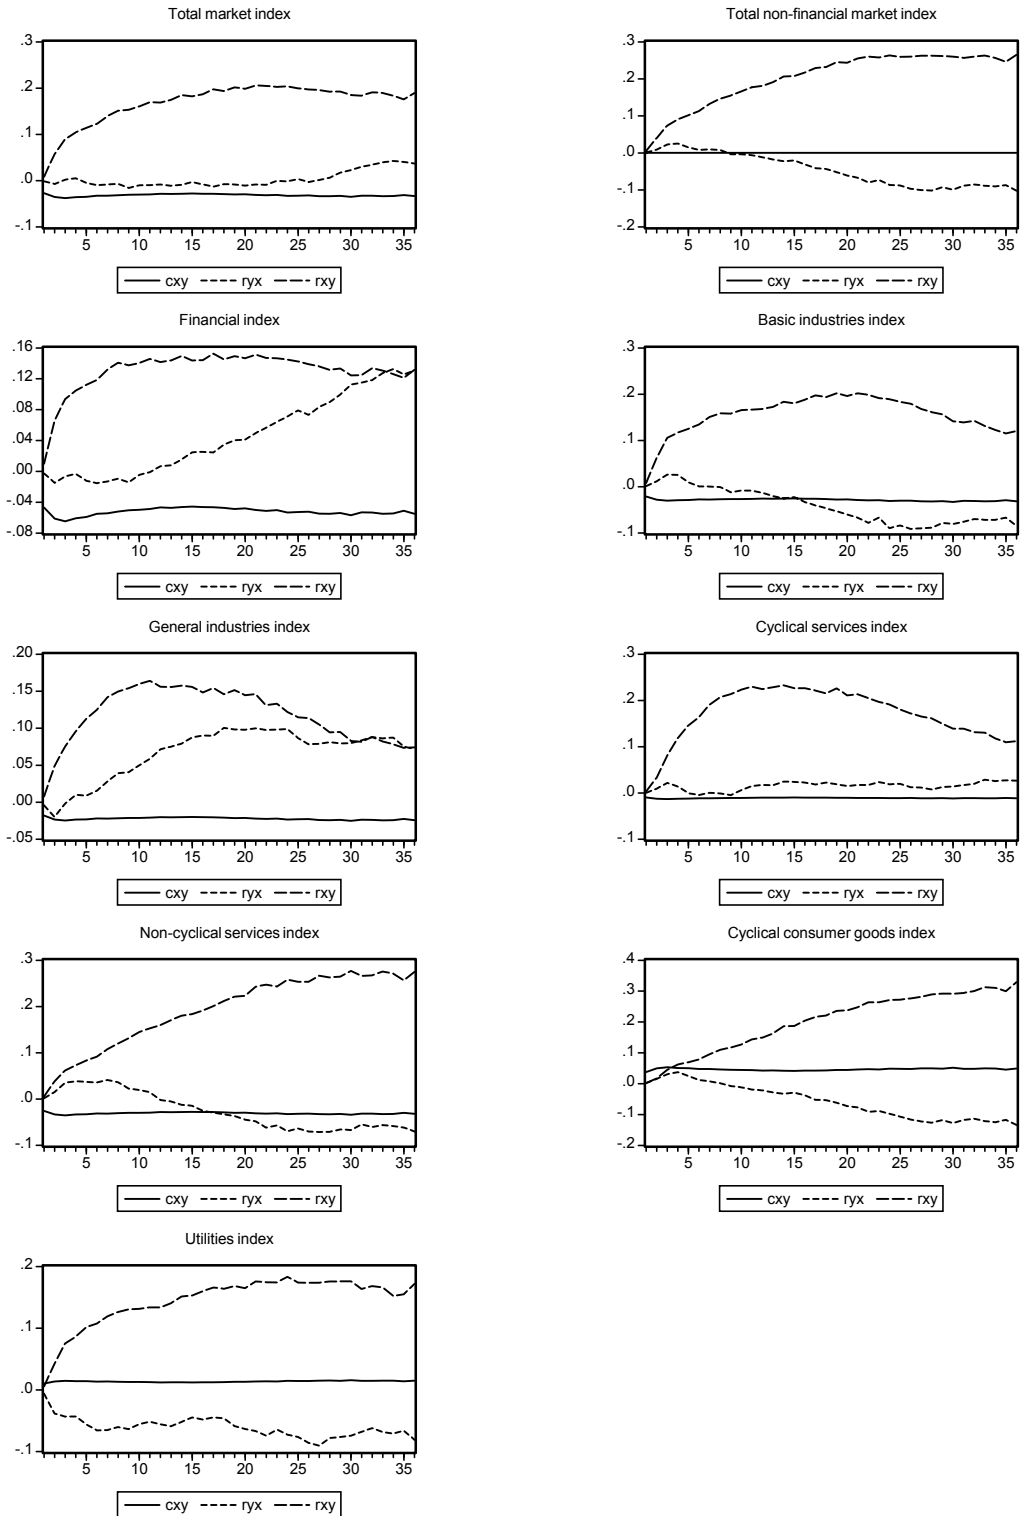 Total market index
.3
.2
.1
.0
-.1
5 10 15 20 25 30 35
cxy ryx rxy
Total non-financial market index
.3
.2
.1
.0
-.1
-.2
5 10 15 20 25 30 35
cxy ryx rxy
Financial index
.16
.12
.08
.04
.00
-.04
-.08
5 10 15 20 25 30 35
cxy ryx rxy
Basic industries index
.3
.2
.1
.0
-.1
5 10 15 20 25 30 35
cxy ryx rxy
General industries index
.20
.15
.10
.05
.00
-.05
5 10 15 20 25 30 35
cxy ryx rxy
Cyclical services index
.3
.2
.1
.0
-.1
5 10 15 20 25 30 35
cxy ryx rxy
Non-cyclical services index
.3
.2
.1
.0
-.1
5 10 15 20 25 30 35
cxy ryx rxy
Cyclical consumer goods index
.4
.3
.2
.1
.0
-.1
-.2
5 10 15 20 25 30 35
cxy ryx rxy
Utilities index
.2
.1
.0
-.1
5 10 15 20 25 30 35
cxy ryx rxy